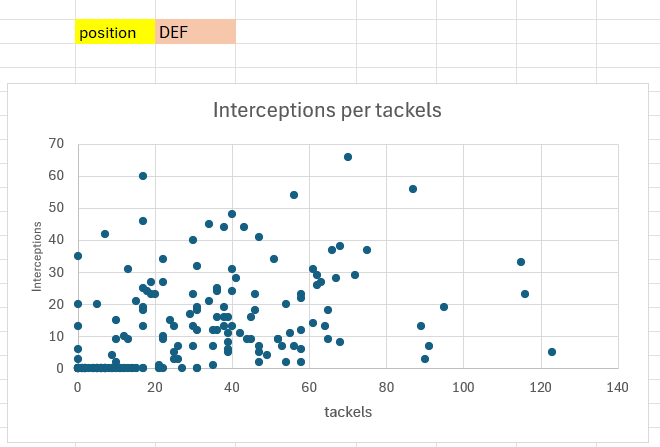 position DEF
Interceptions per tackels
70
60
50
40
30
20
10
0
Interceptions
0 20 40 60 80 100 120 140
tackels